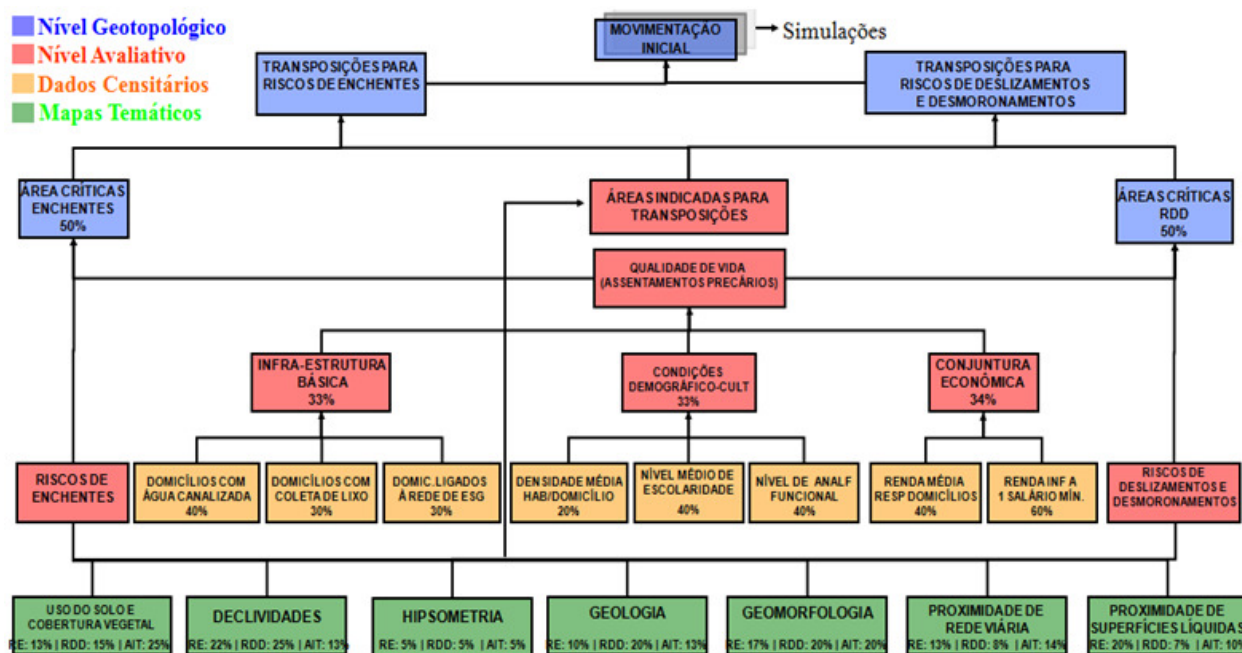 Nível Geotopológico
Nível Avaliativo
Dados Censitários
Mapas Temáticos
MOVIMENTAÇÃO
INICIAL
Simulações
TRANSPOSIÇÕES PARA
RISCOS DE ENCHENTES
TRANSPOSIÇÕES PARA
RISCOS DE DESLIZAMENTOS
E DESMORONAMENTOS
ÁREA CRÍTICAS
ENCHENTES
50%
ÁREAS INDICADAS PARA
TRANSPOSIÇÕES
ÁREAS CRÍTICAS
RDD
50%
QUALIDADE DE VIDA
(ASSENTAMENTOS PRECÁRIOS)
INFRA-ESTRUTURA
BÁSICA
33%
CONDIÇÕES
DEMOGRÁFICO-CULT
33%
CONJUNTURA
ECONÔMICA
34%
RISCOS DE
ENCHENTES
DOMICÍLIOS COM
ÁGUA CANALIZADA
40%
DOMICÍLIOS COM
COLETA DE LIXO
30%
DOMIC.LIGADOS
À REDE DE ESG
30%
DENSIDADE MÉDIA
HAB/DOMICÍLIO
20%
NÍVEL MÉDIO DE
ESCOLARIDADE
40%
NÍVEL DE ANALF
FUNCIONAL
40%
RENDA MÉDIA
RESP DOMICÍLIOS
40%
RENDA INF A
1 SALÁRIO MÍN.
60%
RISCOS DE
DESLIZAMENTOS E
DESMORONAMENTOS
USO DO SOLO E
COBERTURA VEGETAL
RE: 13% | RDD: 15% | AIT: 25%
DECLIVIDADES
RE: 22% | RDD: 25% | AIT: 13%
HIPSOMETRIA
RE: 5% | RDD: 5% | AIT: 5%
GEOLOGIA
RE: 10% | RDD: 20% | AIT: 13%
GEOMORFOLOGIA
RE: 17% | RDD: 20% | AIT: 20%
PROXIMIDADE DE
REDE VIÁRIA
RE: 13% | RDD: 8% | AIT: 14%
PROXIMIDADE DE
SUPERFÍCIES LÍQUIDAS
RE: 20% | RDD: 7% | AIT: 10%